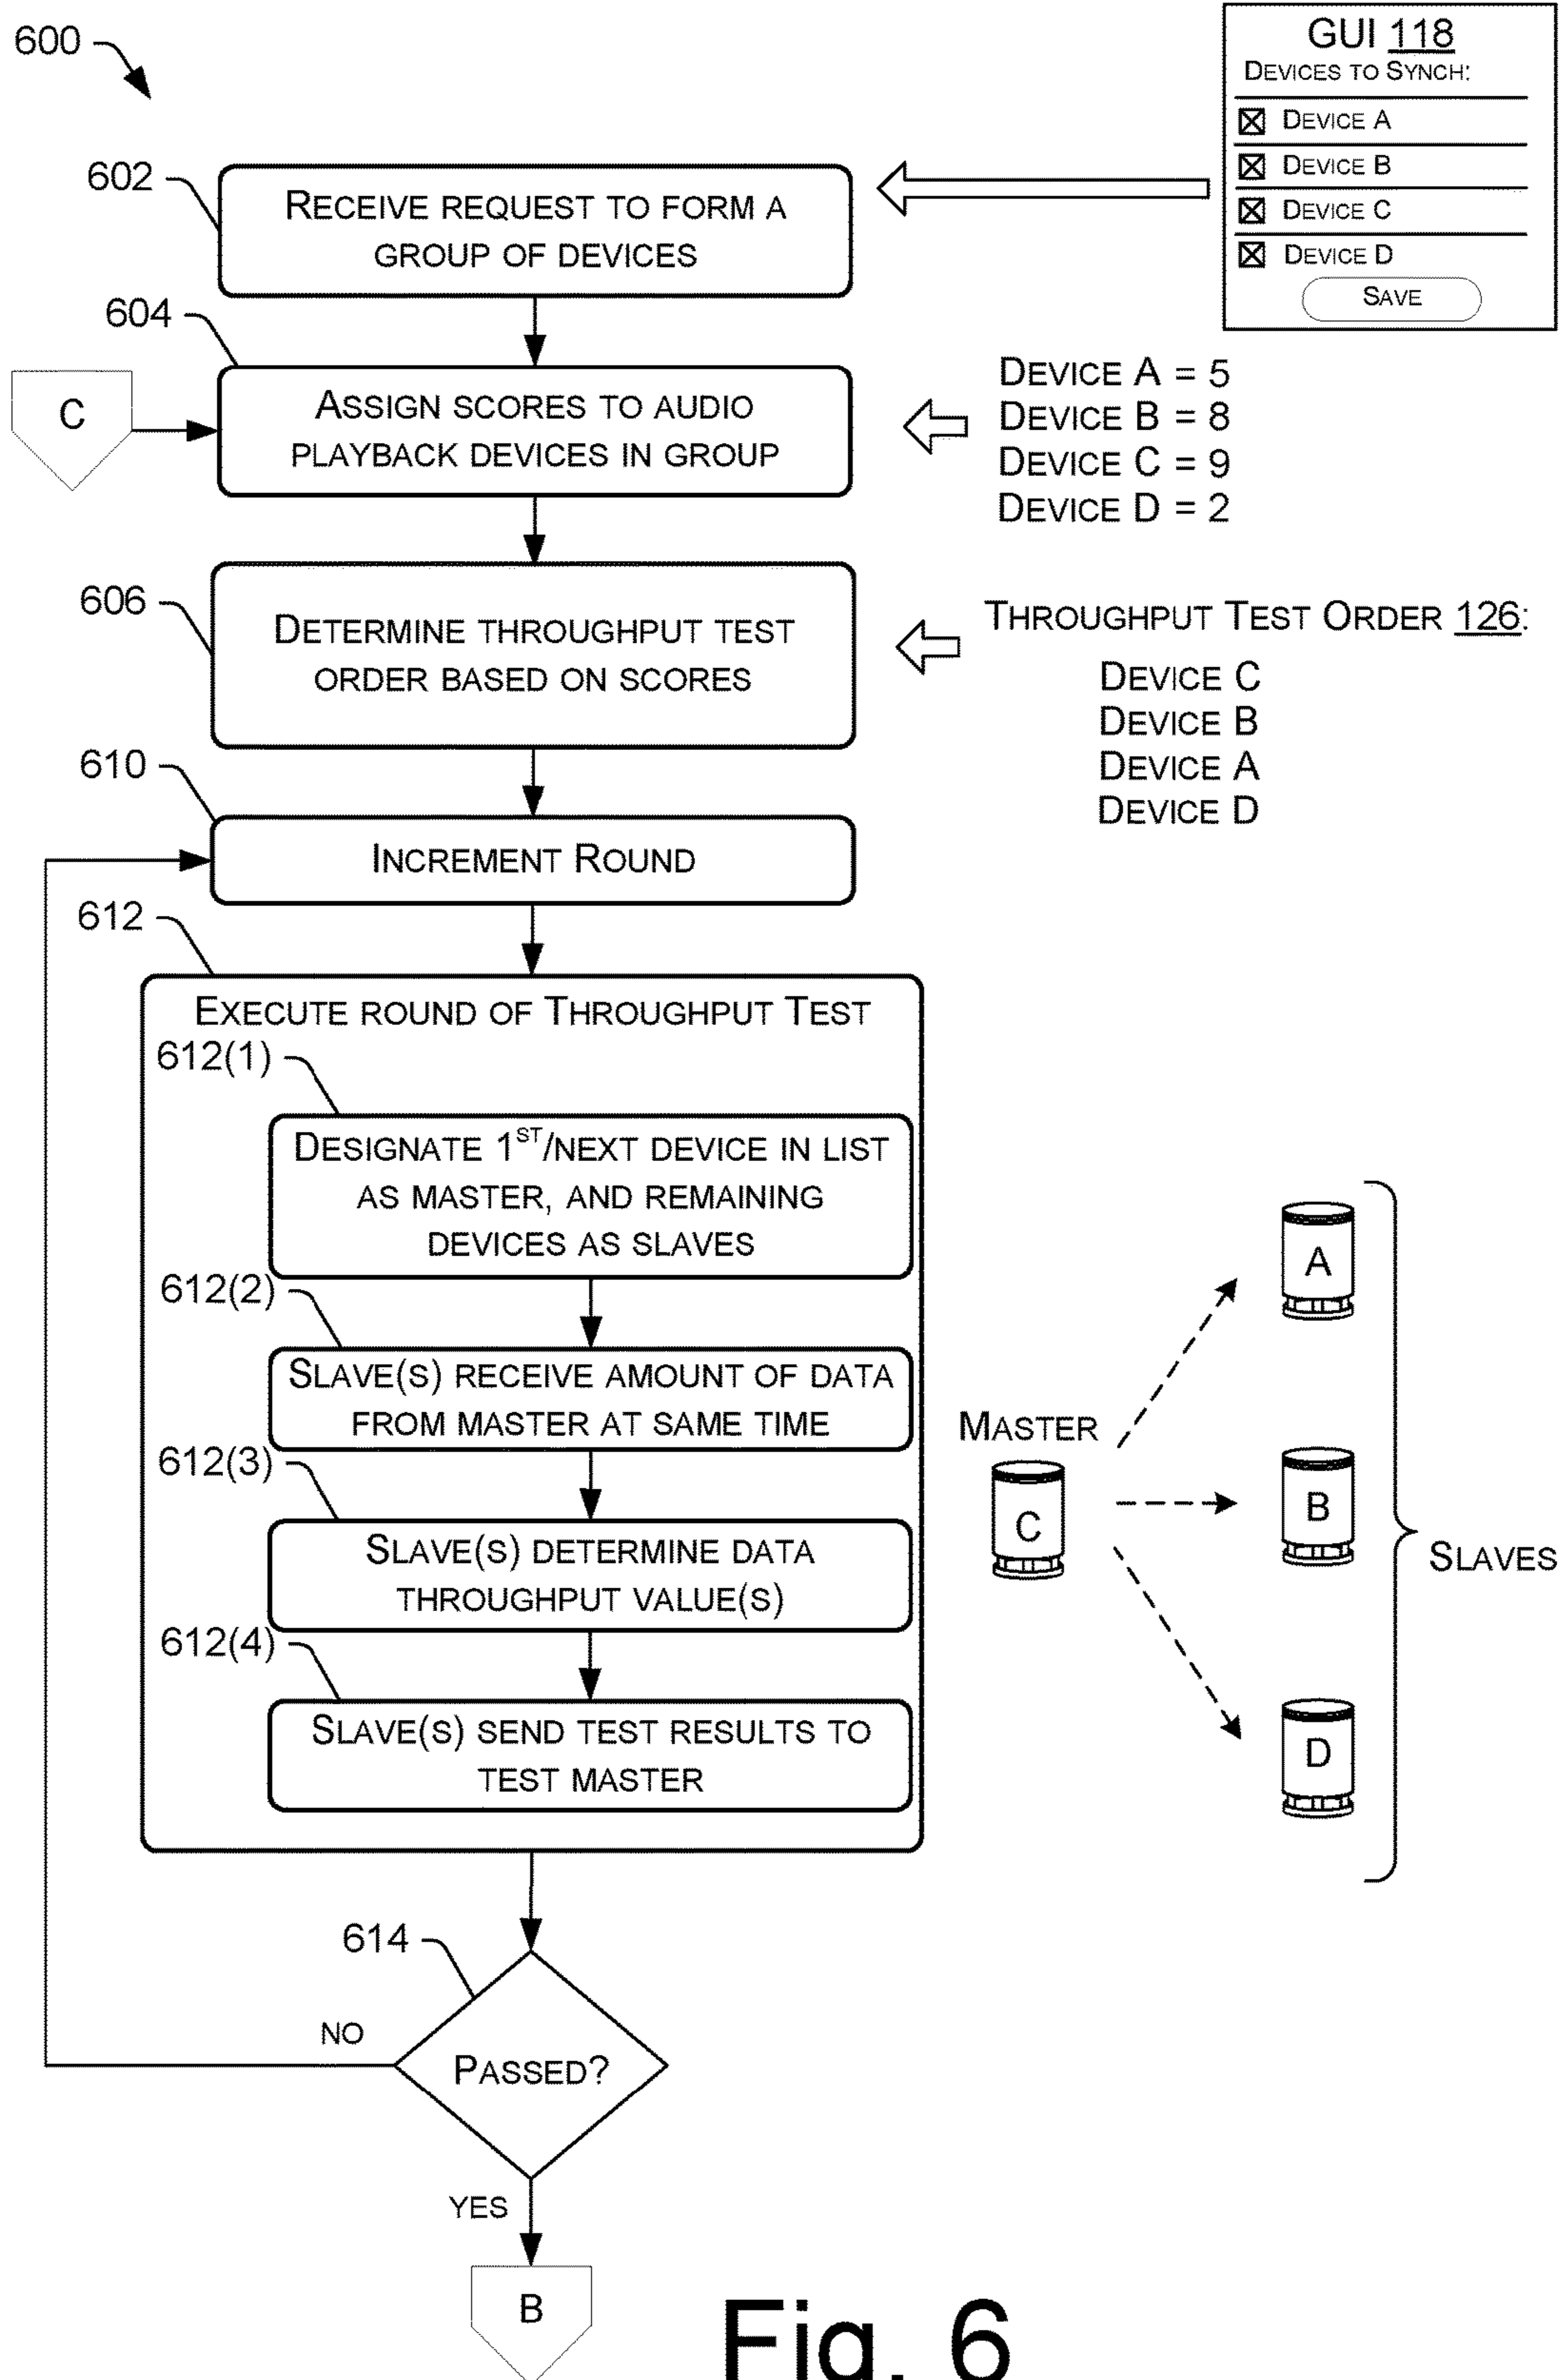 600
GUI 118
DEVICES TO SYNCH:
DEVICE A
DEVICE B
DEVICE C
DEVICE D
SAVE
602
RECEIVE REQUEST TO FORM A
GROUP OF DEVICES
604
C
ASSIGN SCORES TO AUDIO
PLAYBACK DEVICES IN GROUP
DEVICE A = 5
DEVICE B = 8
DEVICE C = 9
DEVICE D = 2
606
DETERMINE THROUGHPUT TEST
ORDER BASED ON SCORES
THROUGHPUT TEST ORDER 126:
DEVICE C
DEVICE B
DEVICE A
DEVICE D
610
INCREMENT ROUND
612
EXECUTE ROUND OF THROUGHPUT TEST
612(1)
DESIGNATE 1ST/NEXT DEVICE IN LIST
AS MASTER, AND REMAINING
DEVICES AS SLAVES
612(2)
SLAVE(S) RECEIVE AMOUNT OF DATA
FROM MASTER AT SAME TIME
612(3)
SLAVE(S) DETERMINE DATA
THROUGHPUT VALUE(S)
612(4)
SLAVE(S) SEND TEST RESULTS TO
TEST MASTER
MASTER
C
A
B
D
SLAVES
614
PASSED?
NO
YES
B
Fig. 6